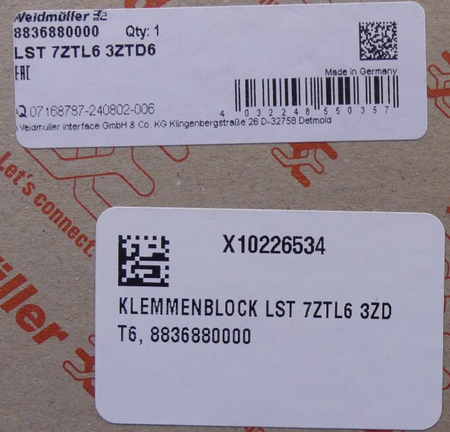 Weidmüller
8836880000 Qty: 1
LST 7ZTL6 3ZTD6
EAC
Made in Germany
Q 07168787-240802-006
4 032248 550357
Weidmüller Interface GmbH & Co. KG Klingenbergstraße 26 D-32758 Detmold
Let's connect.
üller
X10226534
KLEMMENBLOCK LST 7ZTL6 3ZD
T6, 8836880000